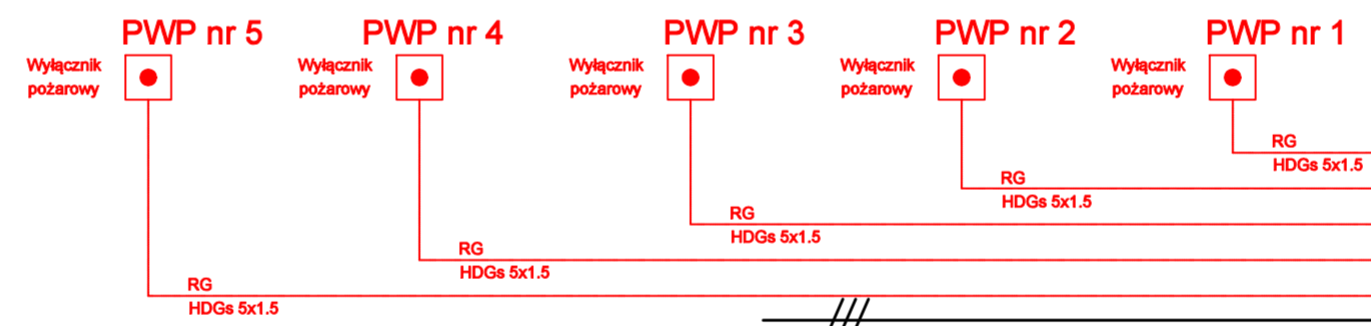 PWP nr 5
Wyłącznik
pożarowy
RG
HDGs 5x1.5
PWP nr 4
Wyłącznik
pożarowy
RG
HDGs 5x1.5
PWP nr 3
Wyłącznik
pożarowy
RG
HDGs 5x1.5
PWP nr 2
Wyłącznik
pożarowy
RG
HDGs 5x1.5
PWP nr 1
Wyłącznik
pożarowy
RG
HDGs 5x1.5